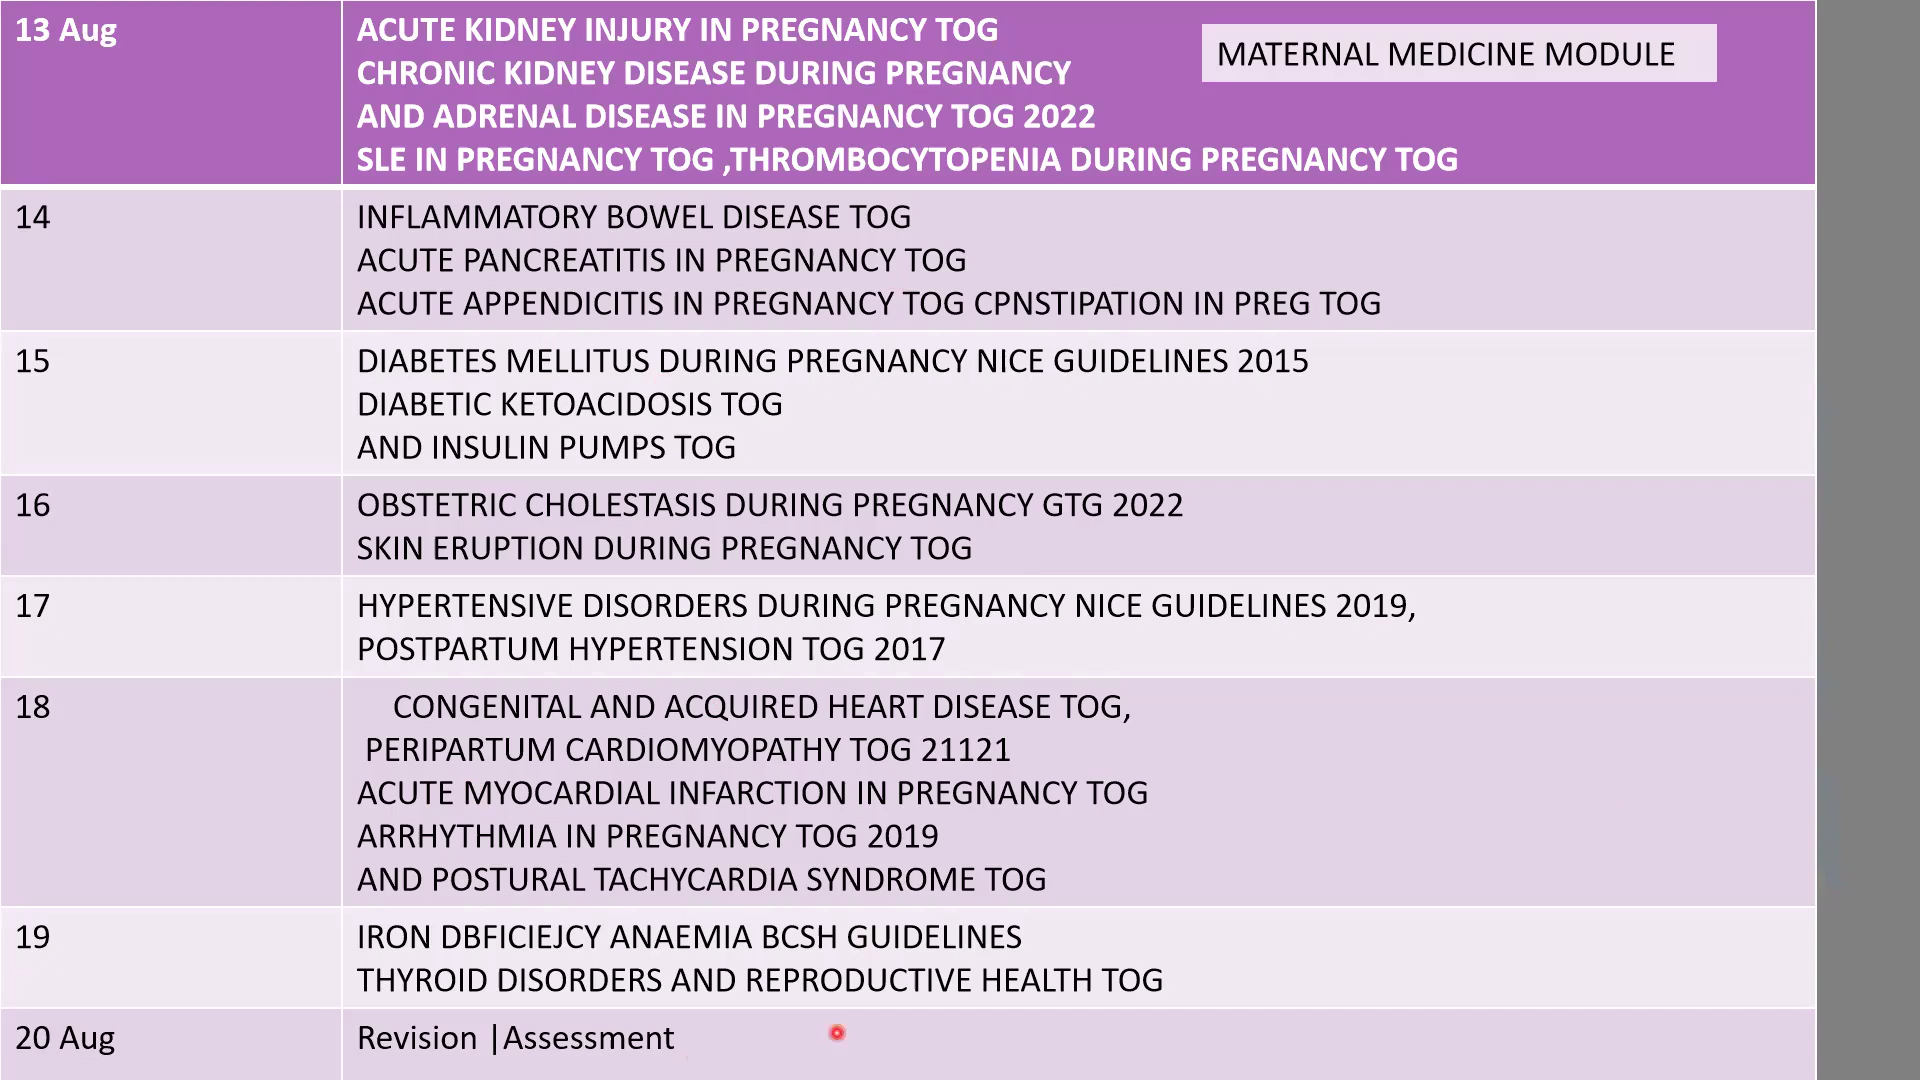 13 Aug
ACUTE KIDNEY INJURY IN PREGNANCY TOG
CHRONIC KIDNEY DISEASE DURING PREGNANCY
AND ADRENAL DISEASE IN PREGNANCY TOG 2022
SLE IN PREGNANCY TOG ,THROMBOCYTOPENIA DURING PREGNANCY TOG
MATERNAL MEDICINE MODULE
14
INFLAMMATORY BOWEL DISEASE TOG
ACUTE PANCREATITIS IN PREGNANCY TOG
ACUTE APPENDICITIS IN PREGNANCY TOG CPNSTIPATION IN PREG TOG
15
DIABETES MELLITUS DURING PREGNANCY NICE GUIDELINES 2015
DIABETIC KETOACIDOSIS TOG
AND INSULIN PUMPS TOG
16
OBSTETRIC CHOLESTASIS DURING PREGNANCY GTG 2022
SKIN ERUPTION DURING PREGNANCY TOG
17
HYPERTENSIVE DISORDERS DURING PREGNANCY NICE GUIDELINES 2019,
POSTPARTUM HYPERTENSION TOG 2017
18
CONGENITAL AND ACQUIRED HEART DISEASE TOG,
PERIPARTUM CARDIOMYOPATHY TOG 21121
ACUTE MYOCARDIAL INFARCTION IN PREGNANCY TOG
ARRHYTHMIA IN PREGNANCY TOG 2019
AND POSTURAL TACHYCARDIA SYNDROME TOG
19
IRON DBFICIEJCY ANAEMIA BCSH GUIDELINES
THYROID DISORDERS AND REPRODUCTIVE HEALTH TOG
20 Aug
Revision |Assessment